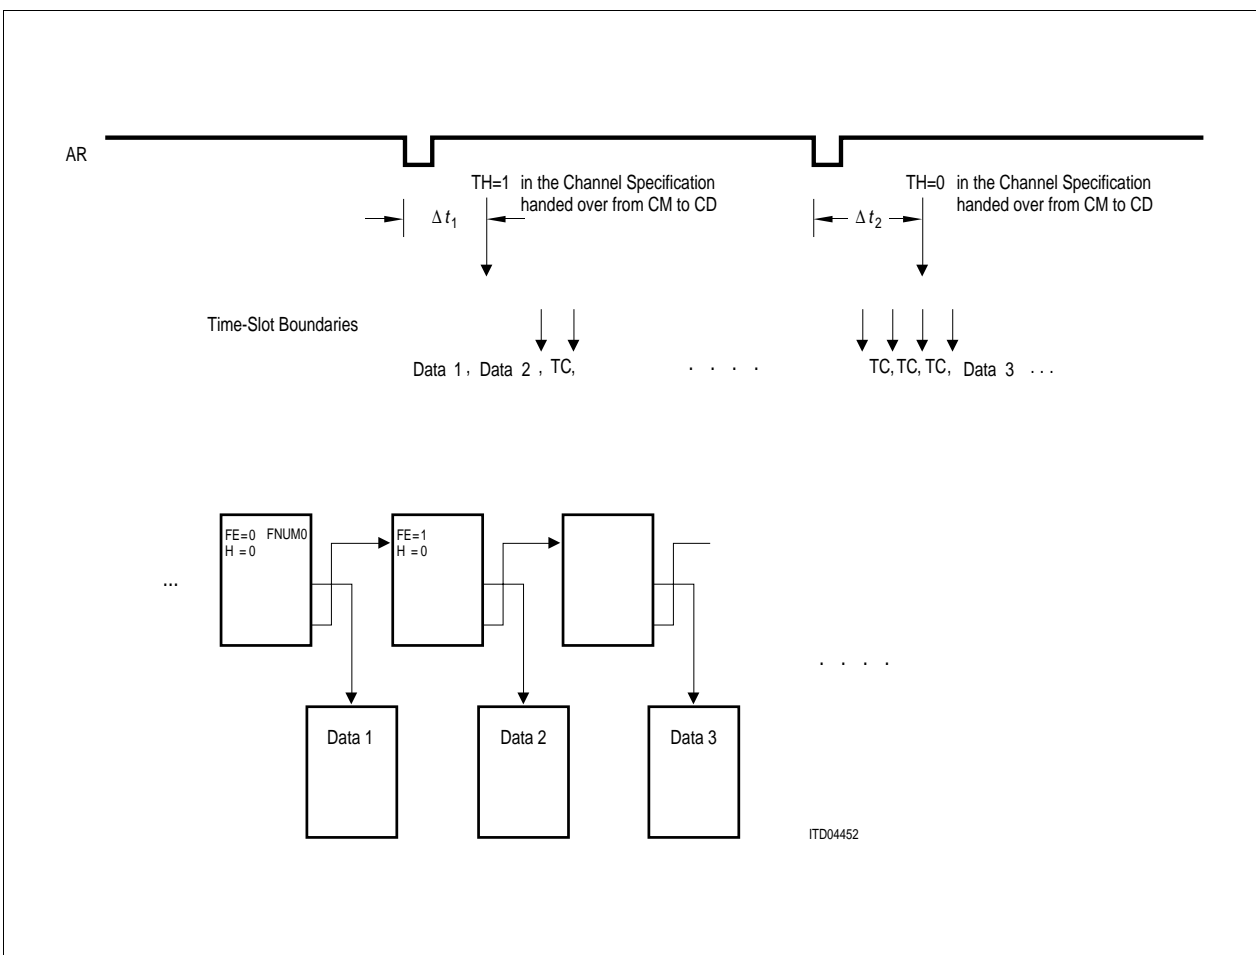 AR
TH=1 in the Channel Specification
handed over from CM to CD
TH=0 in the Channel Specification
handed over from CM to CD
Δt1
Δt2
Time-Slot Boundaries
Data 1, Data 2, TC, . . . . TC, TC, TC, Data 3 ...
FE=0 FNUM0
H =0
FE=1
H =0
...
. . . .
Data 1
Data 2
Data 3
ITD04452